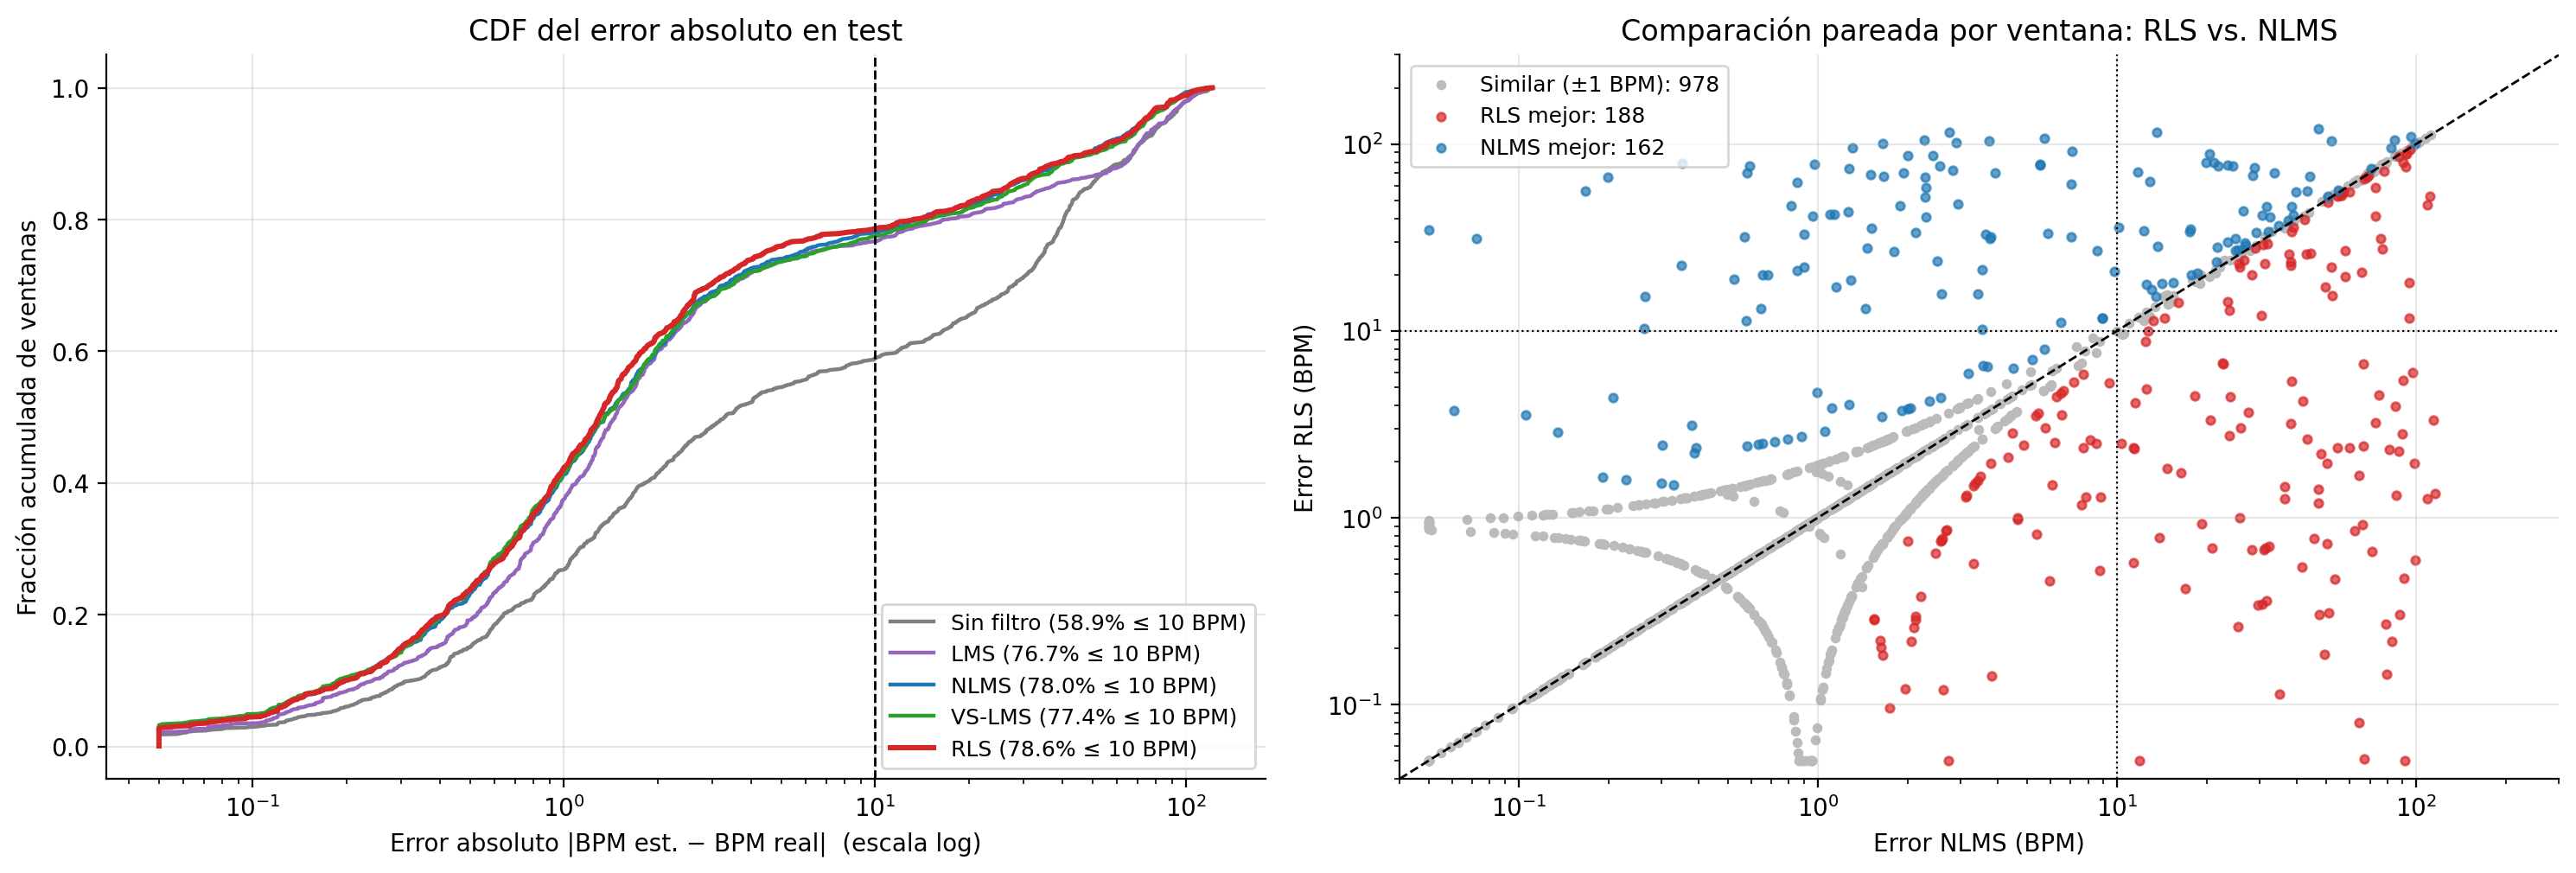 CDF del error absoluto en test
Fracción acumulada de ventanas
1.0
0.8
0.6
0.4
0.2
0.0
Sin filtro (58.9% ≤ 10 BPM)
LMS (76.7% ≤ 10 BPM)
NLMS (78.0% ≤ 10 BPM)
VS-LMS (77.4% ≤ 10 BPM)
RLS (78.6% ≤ 10 BPM)
10⁻¹
10⁰
10¹
10²
Error absoluto |BPM est. − BPM real| (escala log)
Comparación pareada por ventana: RLS vs. NLMS
Similar (±1 BPM): 978
RLS mejor: 188
NLMS mejor: 162
Error RLS (BPM)
10²
10¹
10⁰
10⁻¹
10⁻¹
10⁰
10¹
10²
Error NLMS (BPM)